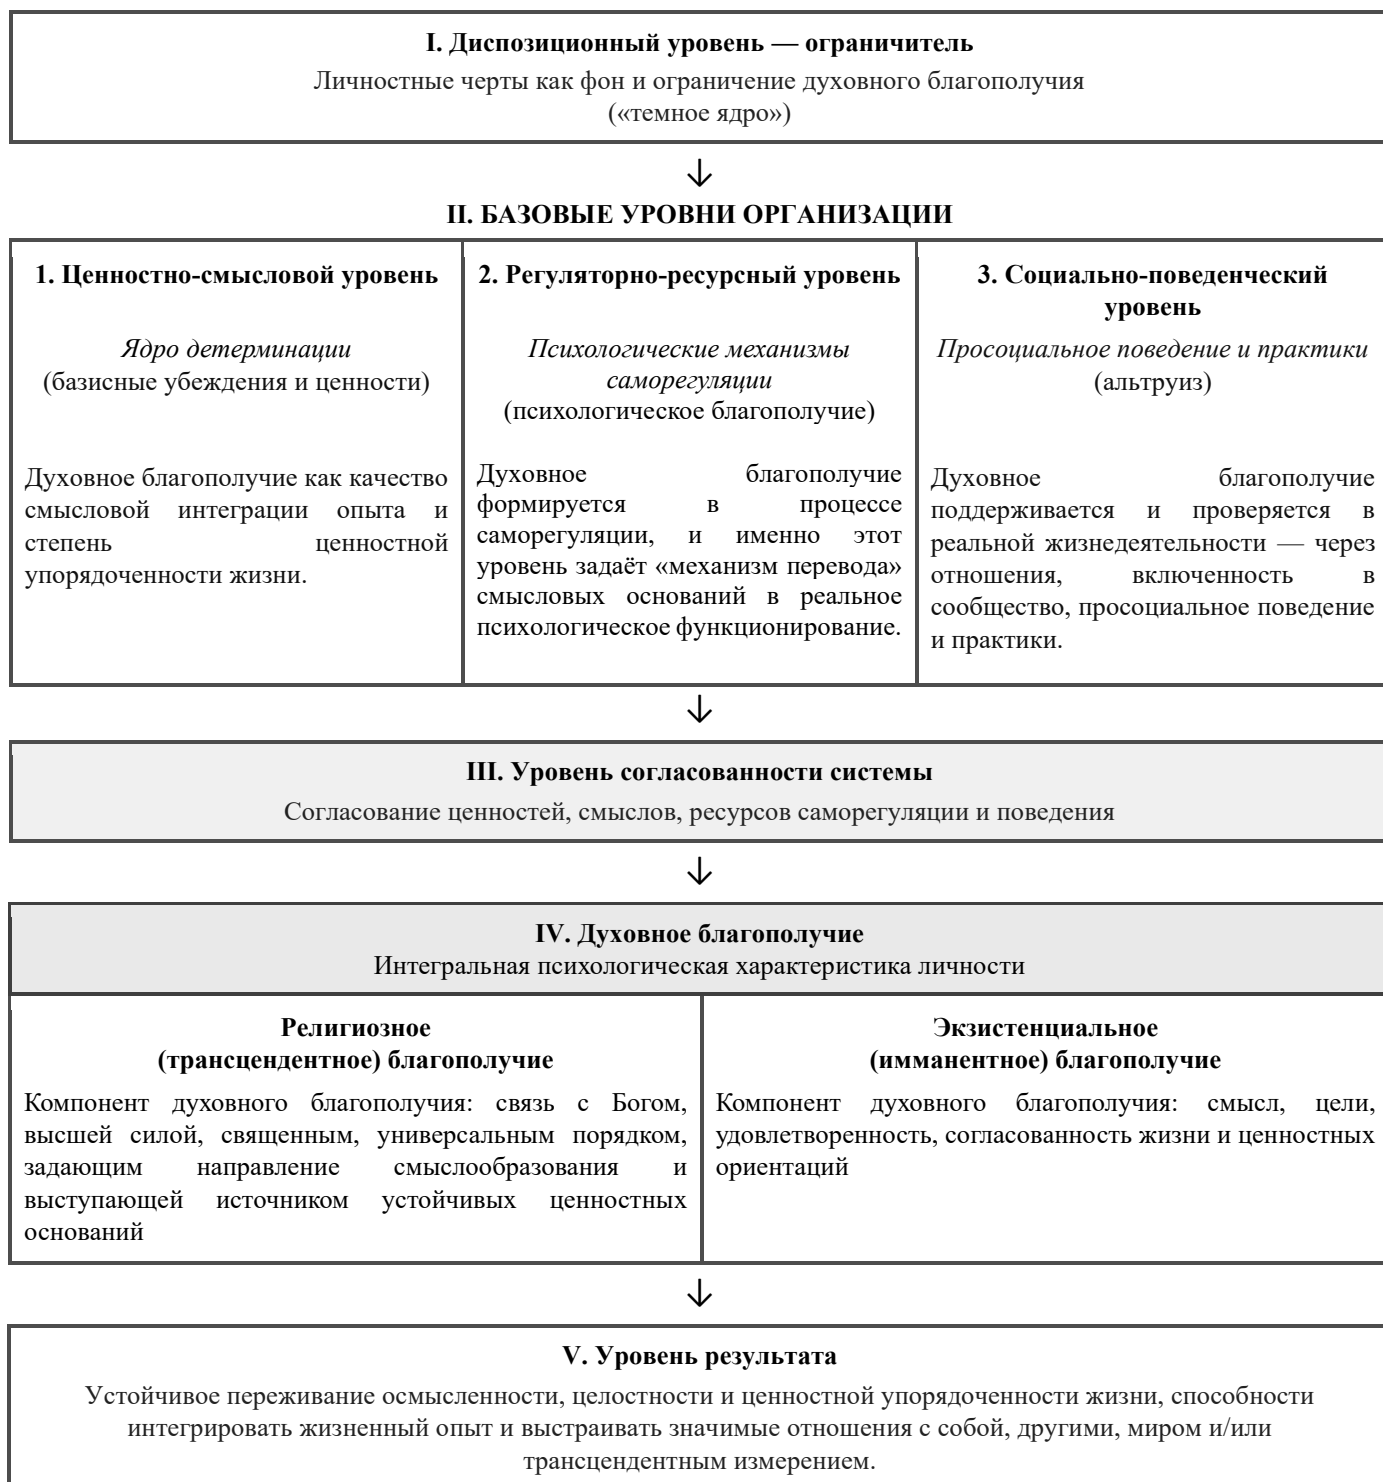 I. Диспозиционный уровень — ограничитель
Личностные черты как фон и ограничение духовного благополучия
(«темное ядро»)
II. БАЗОВЫЕ УРОВНИ ОРГАНИЗАЦИИ
1. Ценностно-смысловой уровень
Ядро детерминации
(базисные убеждения и ценности)
Духовное благополучие как качество
смысловой интеграции опыта и
степень ценностной
упорядоченности жизни.
2. Регуляторно-ресурсный уровень
Психологические механизмы
саморегуляции
(психологическое благополучие)
Духовное благополучие
формируется в процессе
саморегуляции, и именно этот
уровень задаёт «механизм перевода»
смысловых оснований в реальное
психологическое функционирование.
3. Социально-поведенческий
уровень
Просоциальное поведение и практики
(альтруиз)
Духовное благополучие
поддерживается и проверяется в
реальной жизнедеятельности — через
отношения, включенность в
сообщество, просоциальное поведение
и практики.
III. Уровень согласованности системы
Согласование ценностей, смыслов, ресурсов саморегуляции и поведения
IV. Духовное благополучие
Интегральная психологическая характеристика личности
Религиозное
(трансцендентное) благополучие
Компонент духовного благополучия: связь с Богом,
высшей силой, священным, универсальным порядком,
задающим направление смыслообразования и
выступающей источником устойчивых ценностных
оснований
Экзистенциальное
(имманентное) благополучие
Компонент духовного благополучия: смысл, цели,
удовлетворенность, согласованность жизни и ценностных
ориентаций
V. Уровень результата
Устойчивое переживание осмысленности, целостности и ценностной упорядоченности жизни, способности
интегрировать жизненный опыт и выстраивать значимые отношения с собой, другими, миром и/или
трансцендентным измерением.